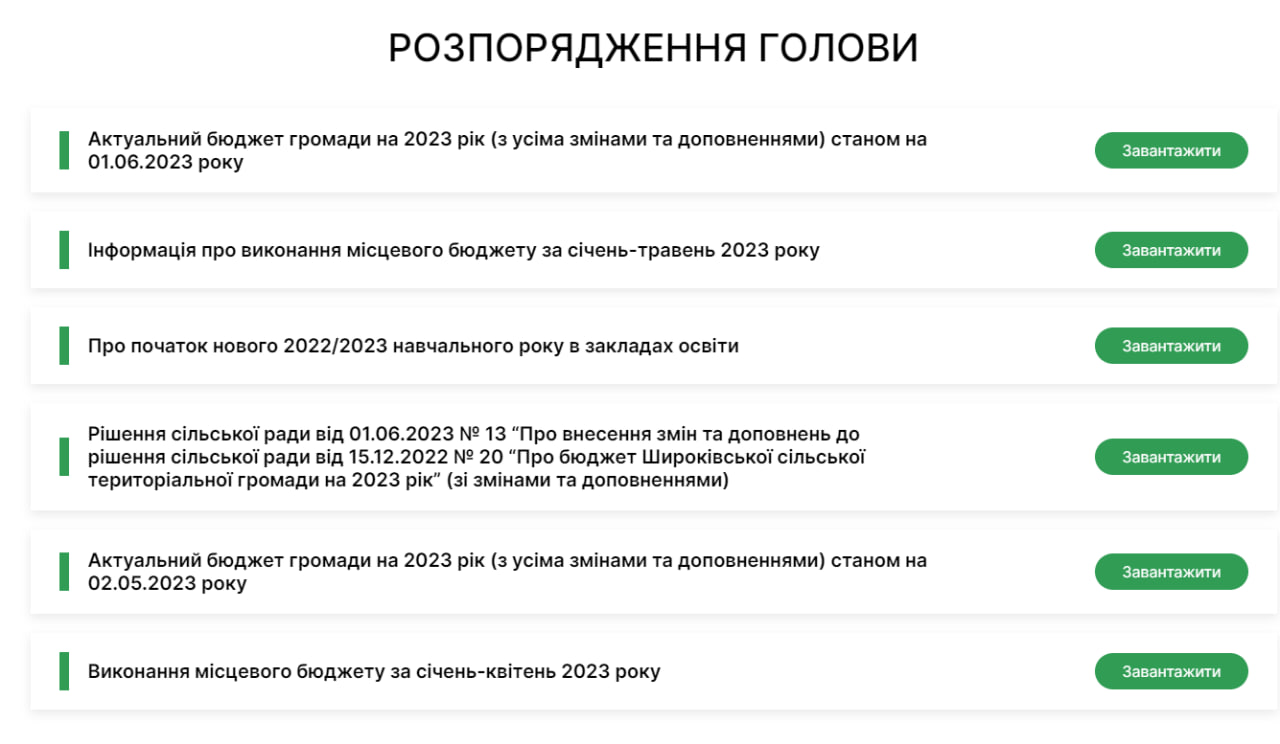 РОЗПОРЯДЖЕННЯ ГОЛОВИ
Актуальний бюджет громади на 2023 рік (з усіма змінами та доповненнями) станом на
01.06.2023 року
Завантажити
Інформація про виконання місцевого бюджету за січень-травень 2023 року
Завантажити
Про початок нового 2022/2023 навчального року в закладах освіти
Завантажити
Рішення сільської ради від 01.06.2023 № 13 “Про внесення змін та доповнень до
рішення сільської ради від 15.12.2022 № 20 “Про бюджет Широківської сільської
територіальної громади на 2023 рік” (зі змінами та доповненнями)
Завантажити
Актуальний бюджет громади на 2023 рік (з усіма змінами та доповненнями) станом на
02.05.2023 року
Завантажити
Виконання місцевого бюджету за січень-квітень 2023 року
Завантажити